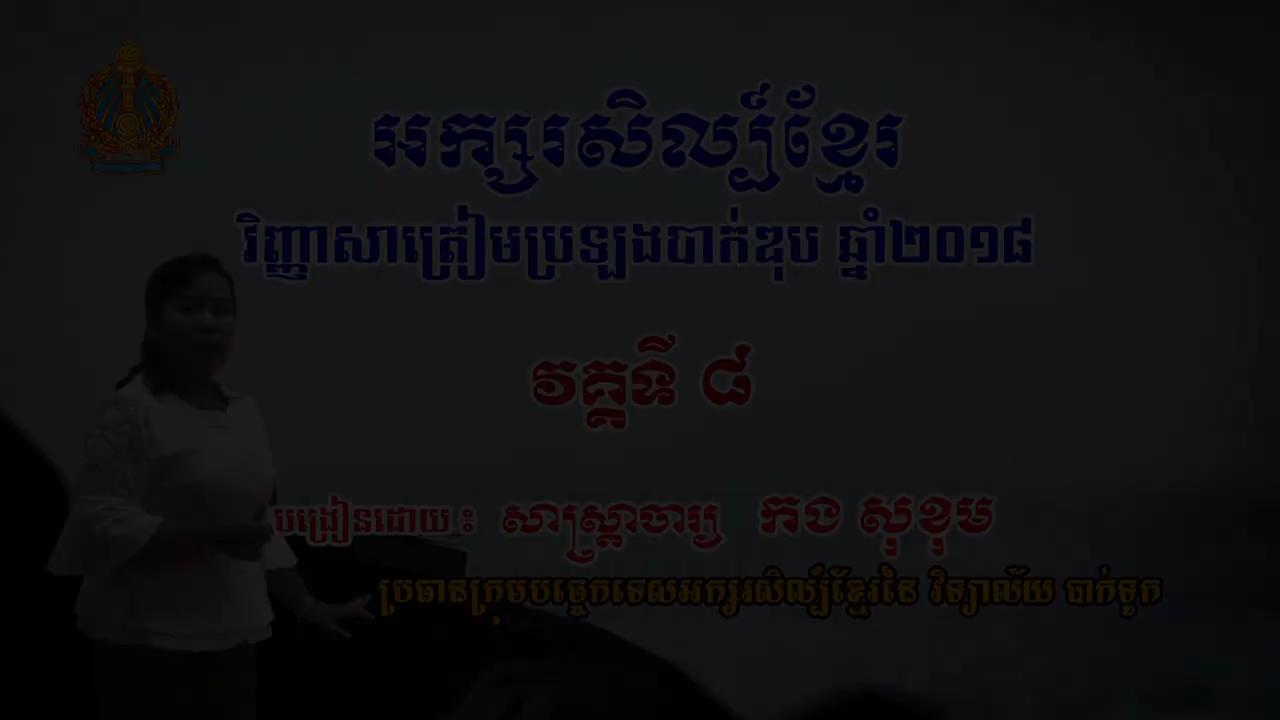 អក្សរសិល្ប៍ខ្មែរ
វិញ្ញាសាត្រៀមប្រឡងបាក់ឌុប ឆ្នាំ២០១៨
វគ្គទី ៨
បង្រៀនដោយ ៖ សាស្ត្រាចារ្យ កង សុខុម
ប្រធានក្រុមបច្ចេកទេសអក្សរសិល្ប៍ខ្មែរនៃ វិទ្យាល័យ បាក់ទូក